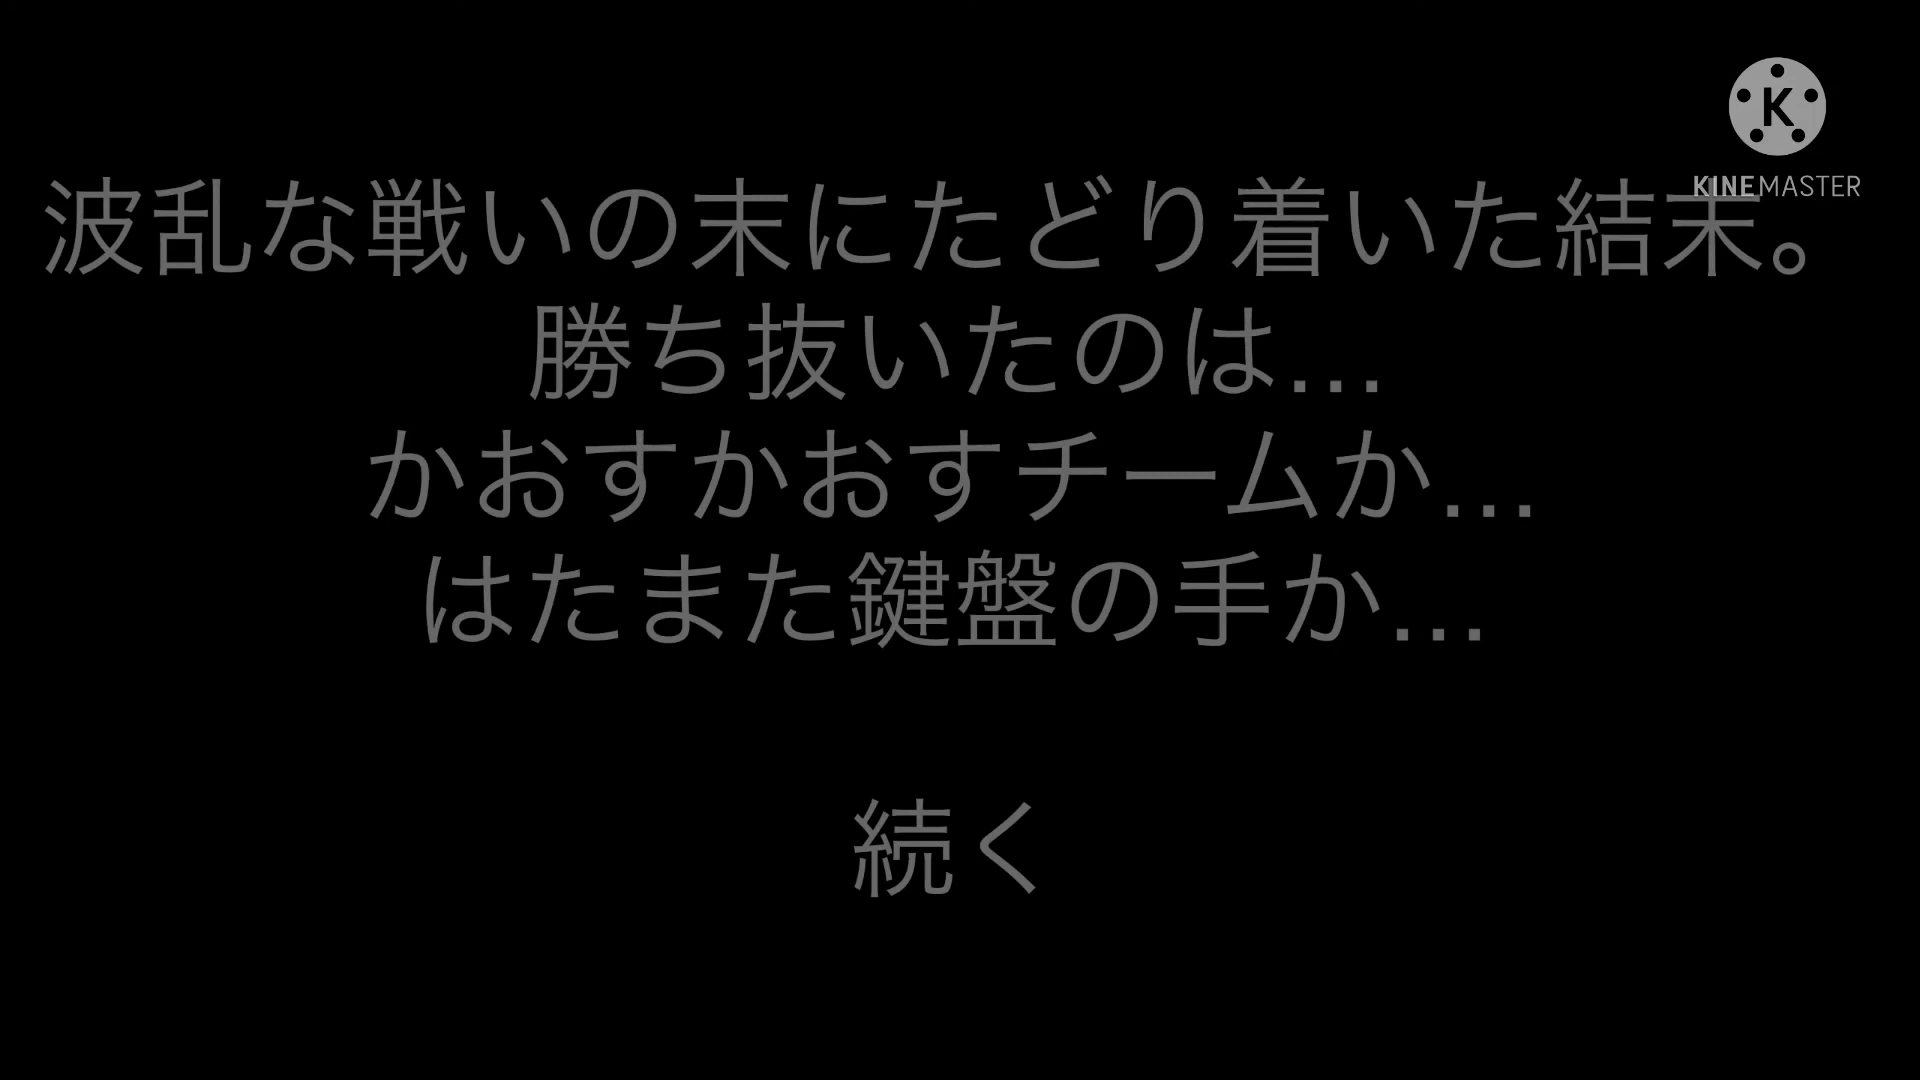 波乱な戦いの末にたどり着いた結末。
勝ち抜いたのは...
かおすかおすチームか...
はたまた鍵盤の手か...
続く
K
KINEMASTER